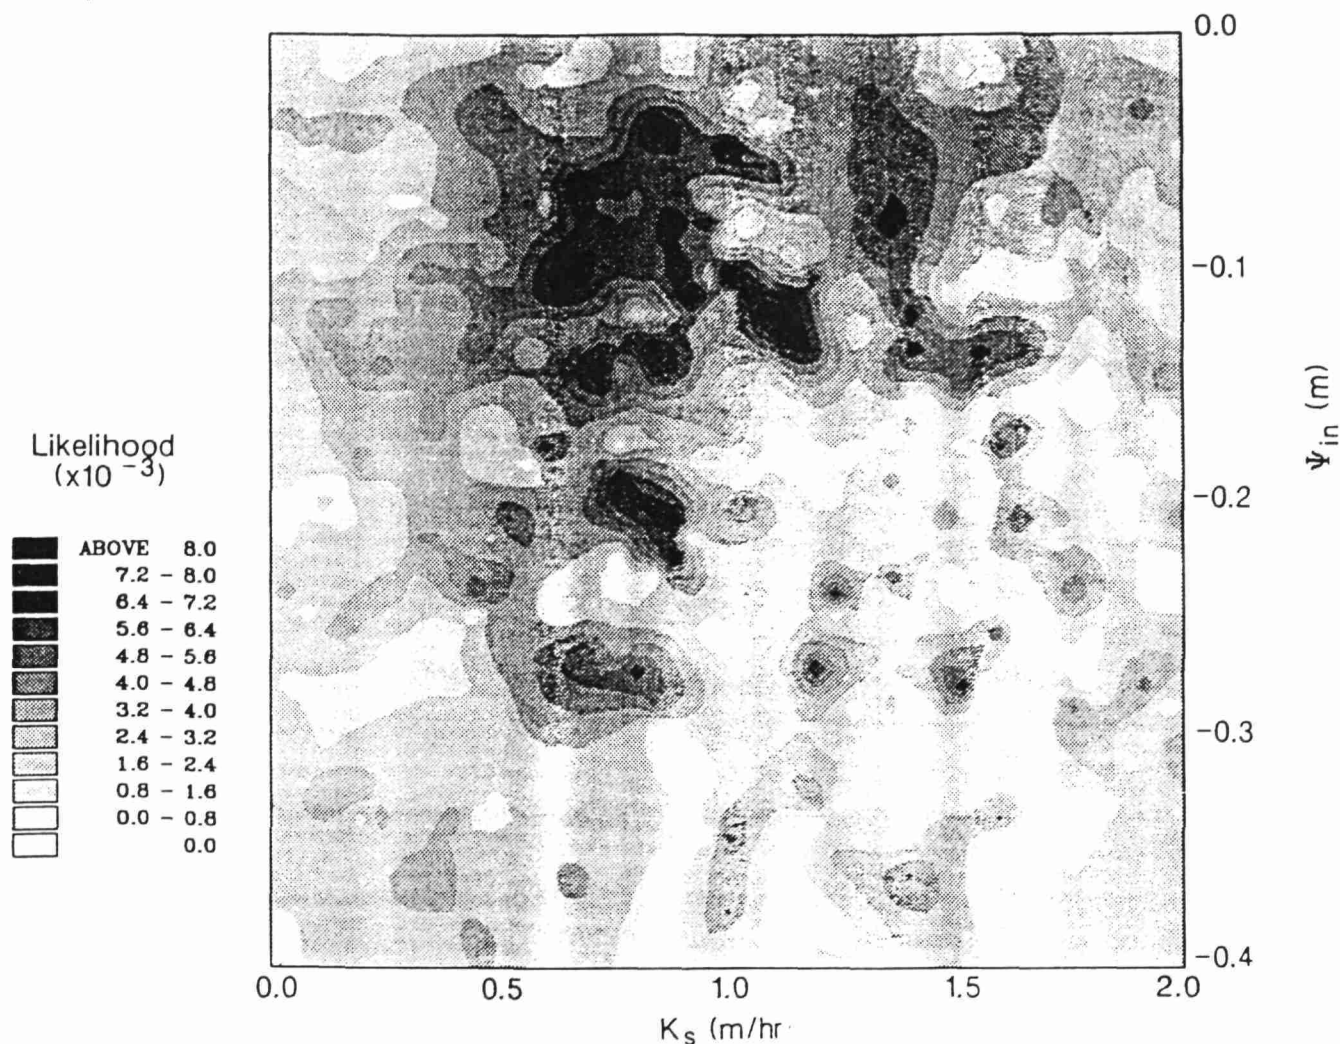 0.0
-0.1
-0.2
-0.3
-0.4
Ψin (m)
Likelihood
(x10 -3)
ABOVE 8.0
7.2 - 8.0
6.4 - 7.2
5.6 - 6.4
4.8 - 5.6
4.0 - 4.8
3.2 - 4.0
2.4 - 3.2
1.6 - 2.4
0.8 - 1.6
0.0 - 0.8
0.0
0.0 0.5 1.0 1.5 2.0
Ks (m/hr